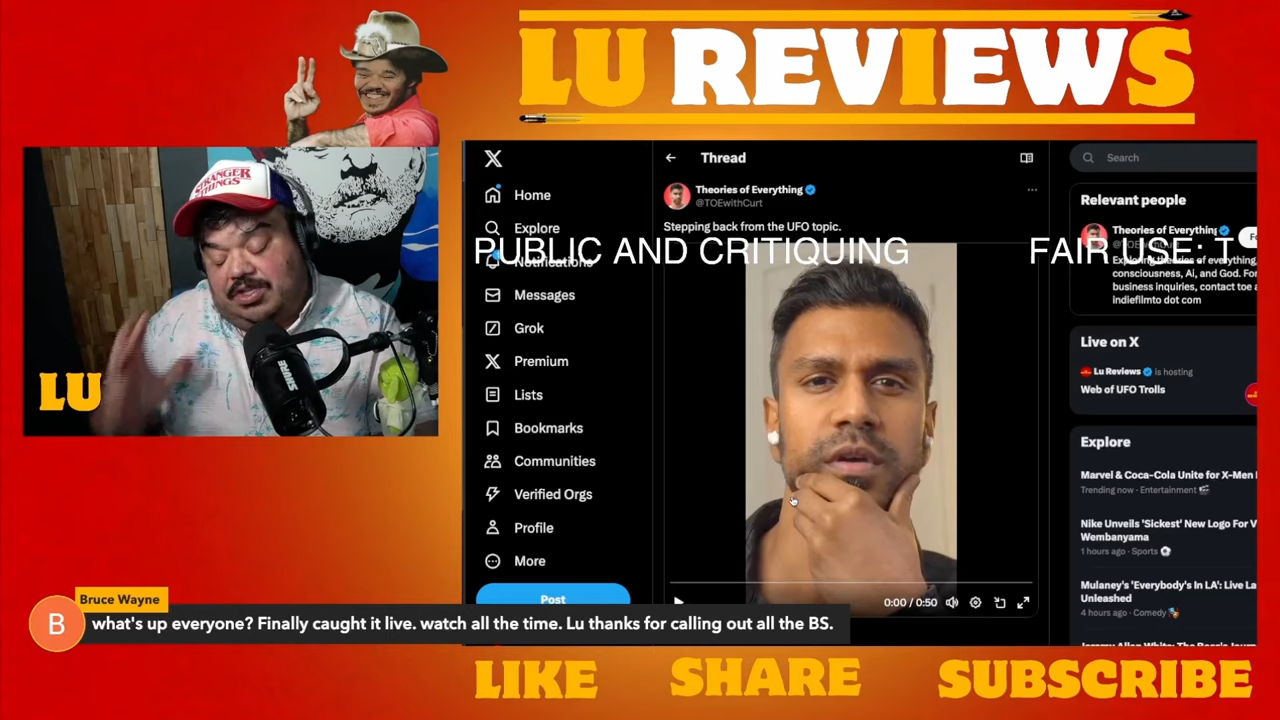 LU REVIEWS
STRANGER
THINGS
LU
SHURE
Home
Explore
Notifications
Messages
Grok
Premium
Lists
Bookmarks
Communities
Verified Orgs
Profile
More
Post
Thread
Theories of Everything
@TOEwithCurt
Stepping back from the UFO topic.
PUBLIC AND CRITIQUING FAIR USE: T
0:00 / 0:50
Search
Relevant people
Theories of Everything
Exploring theories of everything,
consciousness, Ai, and God. For
business inquiries, contact toe a
indiefilmto dot com
Live on X
Lu Reviews is hosting
Web of UFO Trolls
Explore
Marvel & Coca-Cola Unite for X-Men
Trending now · Entertainment
Nike Unveils 'Sickest' New Logo For V
Wembanyama
1 hours ago · Sports
Mulaney's 'Everybody's In LA': Live La
Unleashed
4 hours ago · Comedy
Bruce Wayne
B
what's up everyone? Finally caught it live. watch all the time. Lu thanks for calling out all the BS.
LIKE SHARE SUBSCRIBE